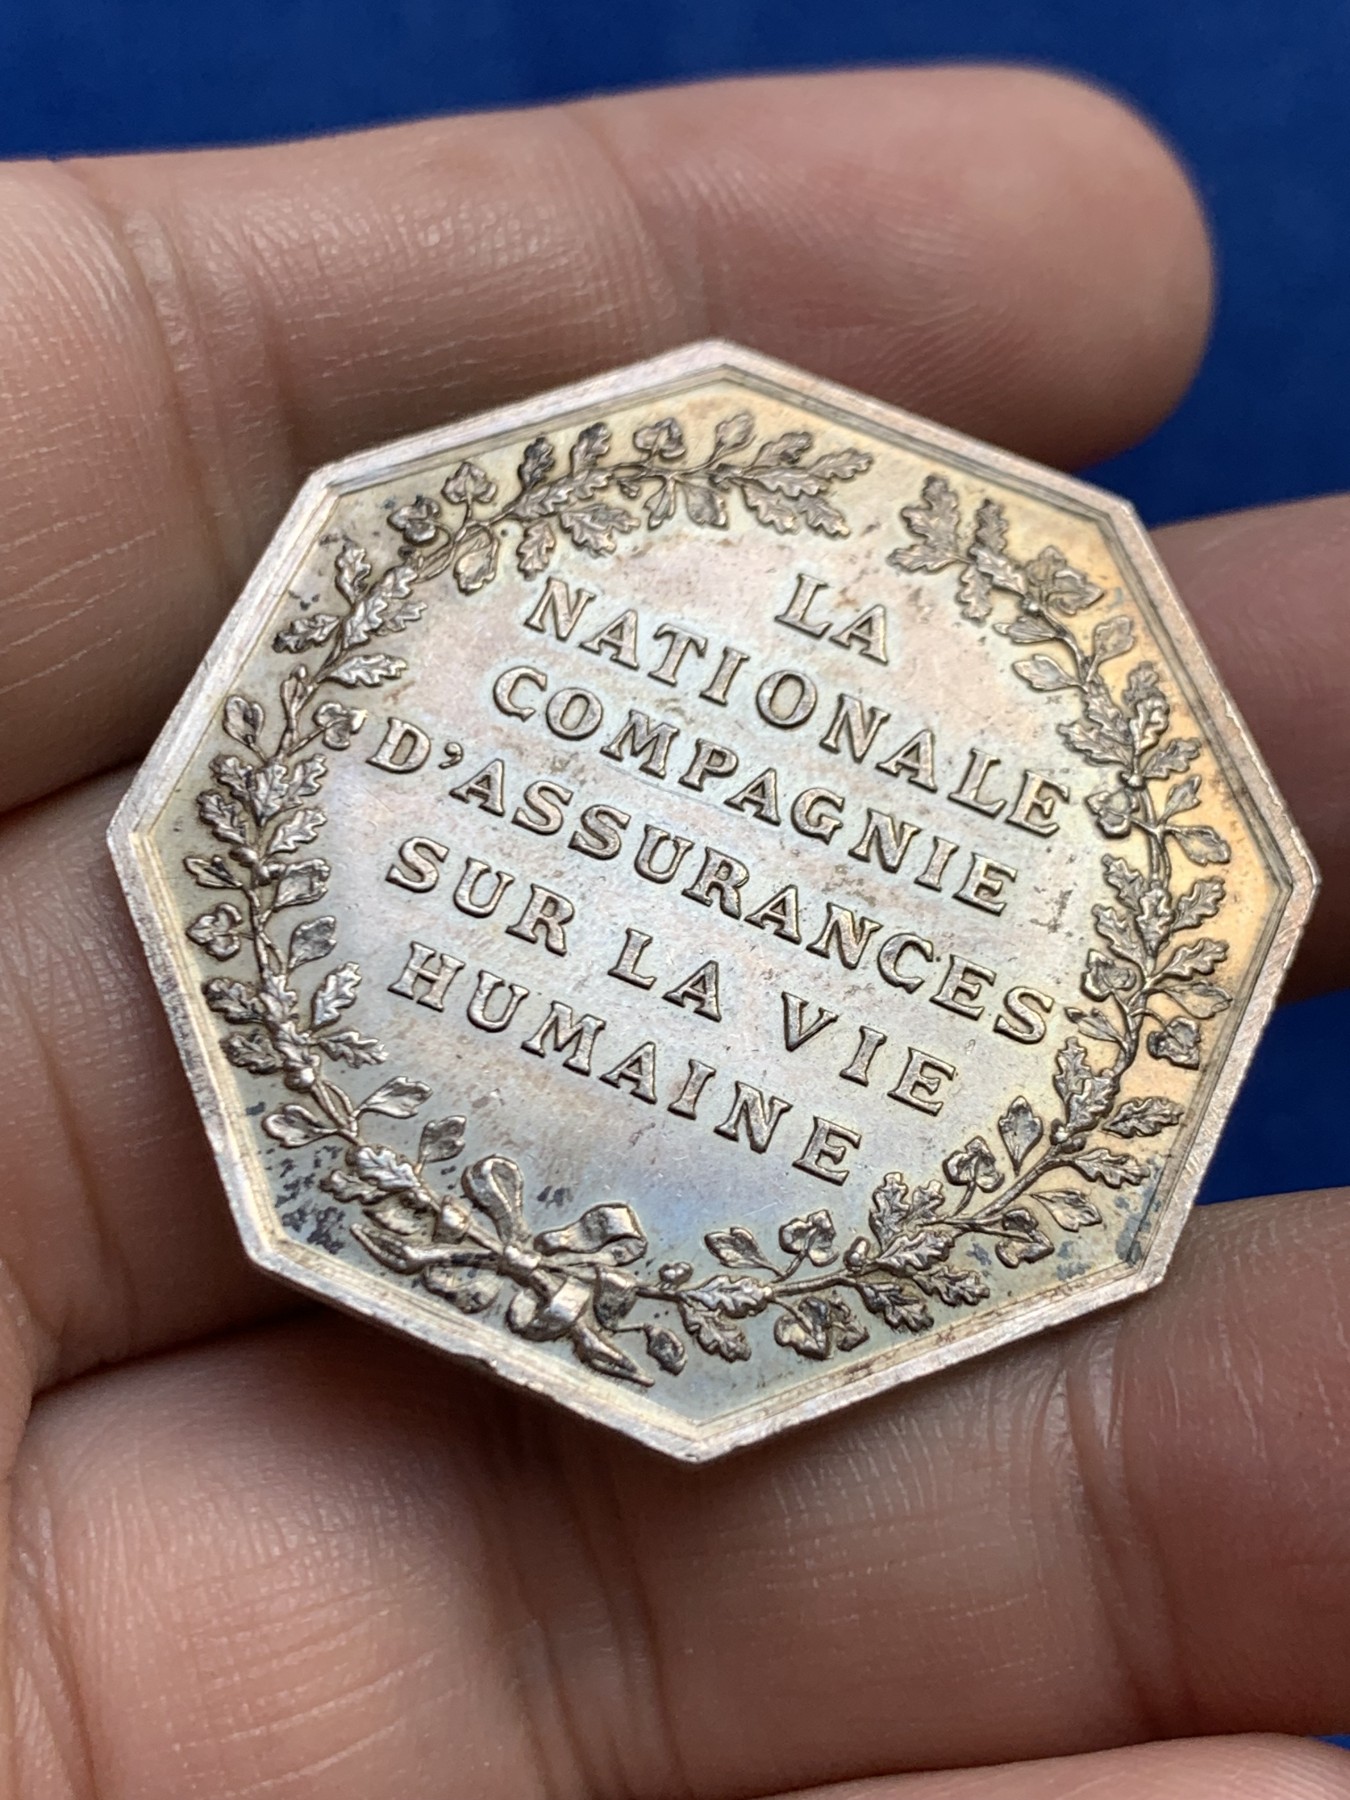 LA
NATIONALE
COMPAGNIE
D'ASSURANCES
SUR LA VIE
HUMAINE